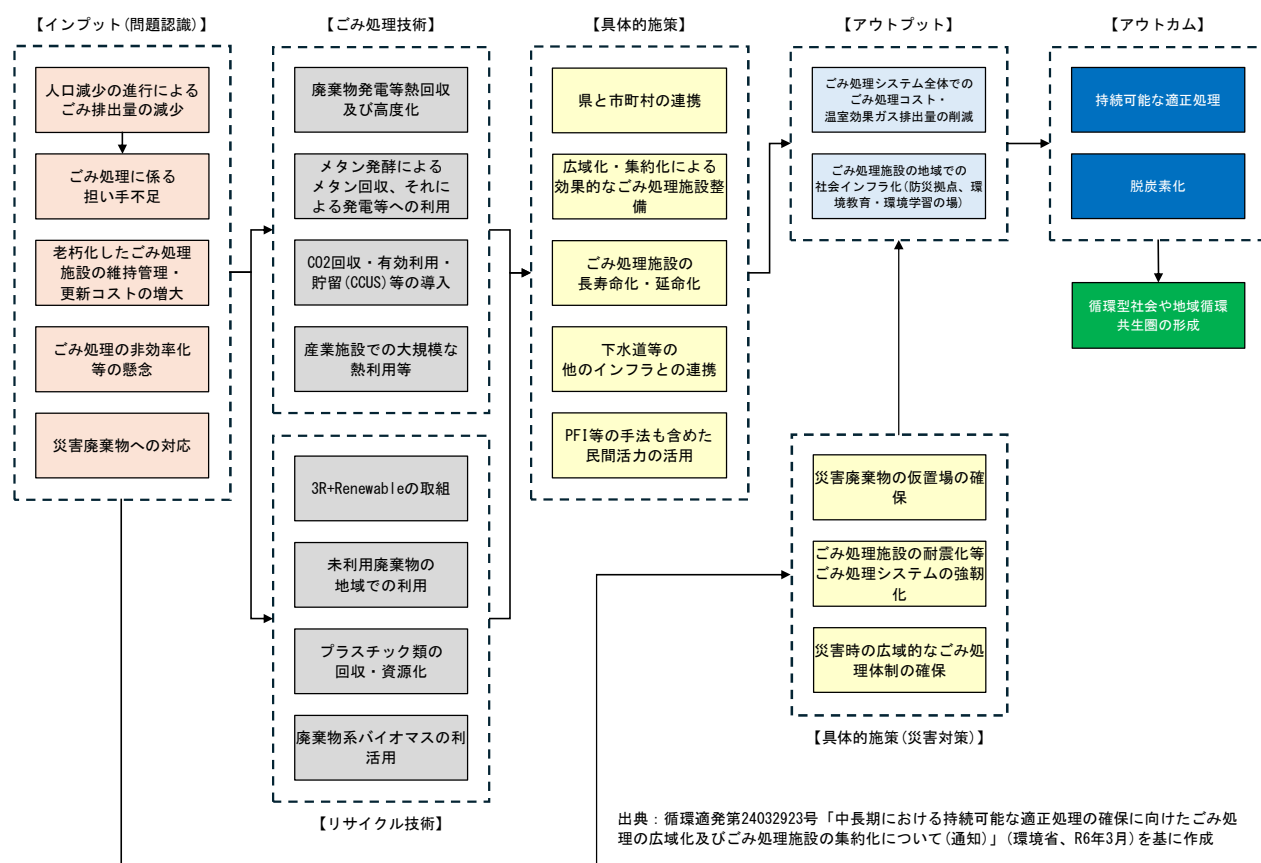 【インプット(問題認識)】
人口減少の進行による
ごみ排出量の減少
ごみ処理に係る
担い手不足
老朽化したごみ処理
施設の維持管理・
更新コストの増大
ごみ処理の非効率化
等の懸念
災害廃棄物への対応
【ごみ処理技術】
廃棄物発電等熱回収
及び高度化
メタン発酵による
メタン回収、それに
よる発電等への利用
CO2回収・有効利用・
貯留(CCUS)等の導入
産業施設での大規模な
熱利用等
3R+Renewableの取組
未利用廃棄物の
地域での利用
プラスチック類の
回収・資源化
廃棄物系バイオマスの利
活用
【リサイクル技術】
【具体的施策】
県と市町村の連携
広域化・集約化による
効果的なごみ処理施設整
備
ごみ処理施設の
長寿命化・延命化
下水道等の
他のインフラとの連携
PFI等の手法も含めた
民間活力の活用
【アウトプット】
ごみ処理システム全体での
ごみ処理コスト・
温室効果ガス排出量の削減
ごみ処理施設の地域での
社会インフラ化(防災拠点、環
境教育・環境学習の場)
災害廃棄物の仮置場の確
保
ごみ処理施設の耐震化等
ごみ処理システムの強靭
化
災害時の広域的なごみ処
理体制の確保
【具体的施策(災害対策)】
【アウトカム】
持続可能な適正処理
脱炭素化
循環型社会や地域循環
共生圏の形成
出典：循環適発第24032923号「中長期における持続可能な適正処理の確保に向けたごみ処
理の広域化及びごみ処理施設の集約化について(通知)」(環境省、R6年3月)を基に作成